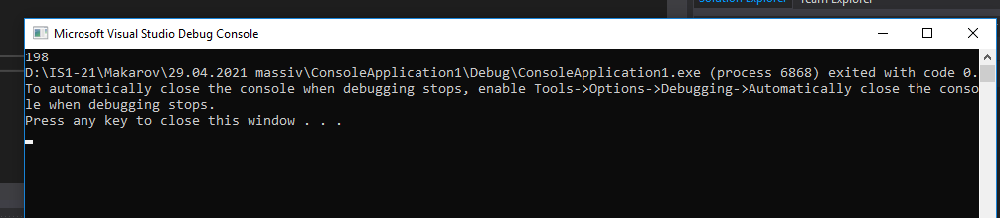 Solution Explorer Team Explorer
Microsoft Visual Studio Debug Console
198
D:\IS1-21\Makarov\29.04.2021 massiv\ConsoleApplication1\Debug\ConsoleApplication1.exe (process 6868) exited with code 0.
To automatically close the console when debugging stops, enable Tools->Options->Debugging->Automatically close the conso
le when debugging stops.
Press any key to close this window . . .